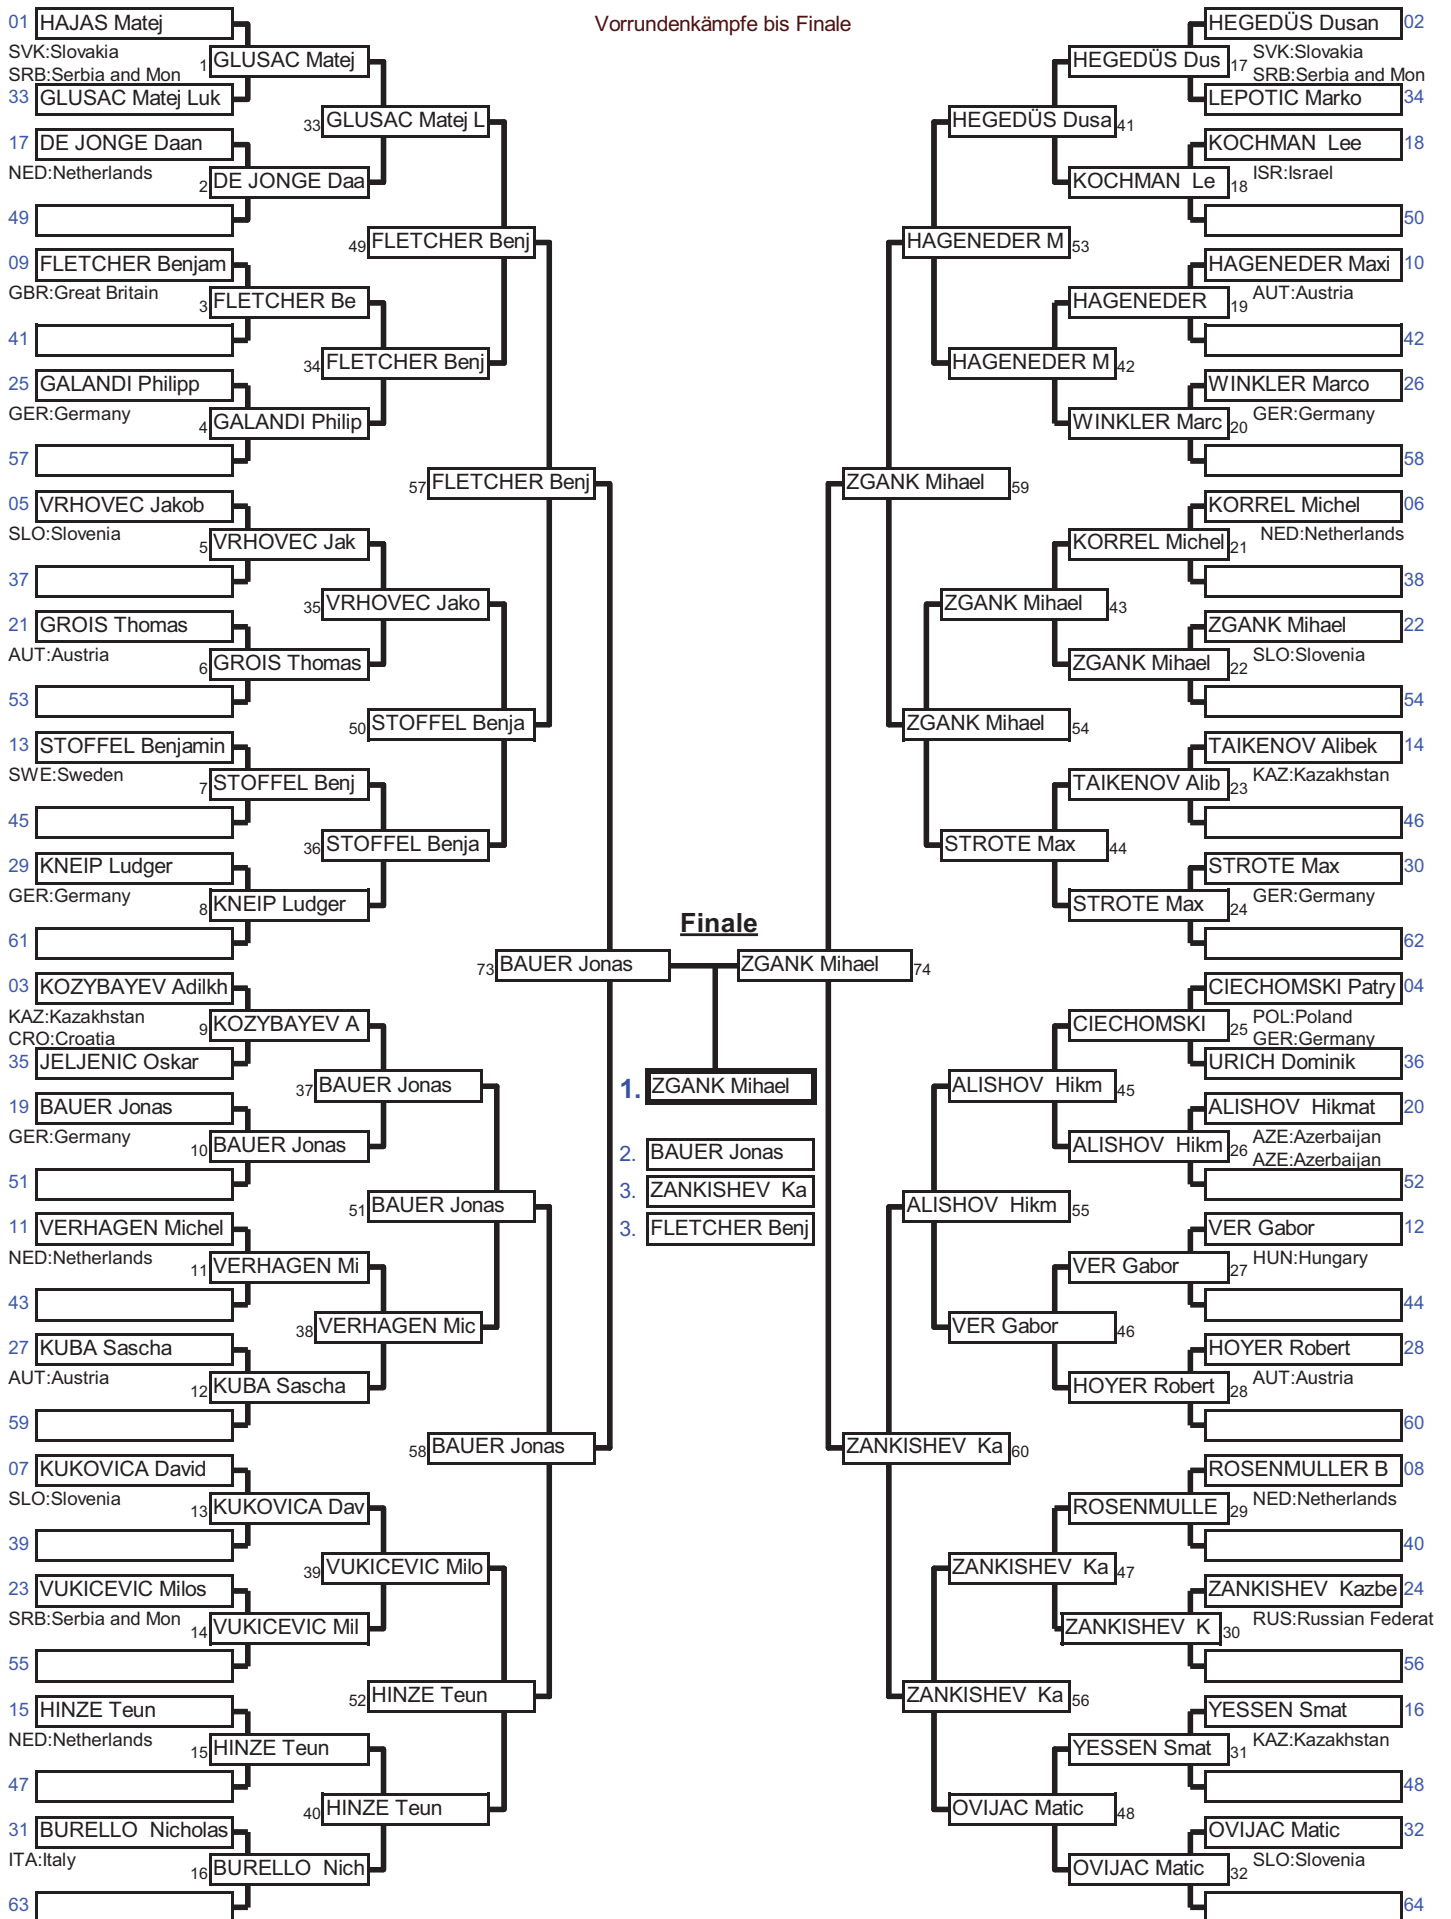 Vorrundenkämpfe bis Finale
01 HAJAS Matej
SVK:Slovakia
SRB:Serbia and Mon
1 GLUSAC Matej
33 GLUSAC Matej Luk
33 GLUSAC Matej L
17 DE JONGE Daan
NED:Netherlands
2 DE JONGE Daa
49
49 FLETCHER Benj
09 FLETCHER Benjam
GBR:Great Britain
3 FLETCHER Be
41
34 FLETCHER Benj
25 GALANDI Philipp
GER:Germany
4 GALANDI Philip
57
57 FLETCHER Benj
05 VRHOVEC Jakob
SLO:Slovenia
5 VRHOVEC Jak
37
35 VRHOVEC Jako
21 GROIS Thomas
AUT:Austria
6 GROIS Thomas
53
50 STOFFEL Benja
13 STOFFEL Benjamin
SWE:Sweden
7 STOFFEL Benj
45
36 STOFFEL Benja
29 KNEIP Ludger
GER:Germany
8 KNEIP Ludger
61
73 BAUER Jonas
03 KOZYBAYEV Adilkh
KAZ:Kazakhstan
CRO:Croatia
9 KOZYBAYEV A
35 JELJENIC Oskar
37 BAUER Jonas
19 BAUER Jonas
GER:Germany
10 BAUER Jonas
51
51 BAUER Jonas
11 VERHAGEN Michel
NED:Netherlands
11 VERHAGEN Mi
43
38 VERHAGEN Mic
27 KUBA Sascha
AUT:Austria
12 KUBA Sascha
59
58 BAUER Jonas
07 KUKOVICA David
SLO:Slovenia
13 KUKOVICA Dav
39
39 VUKICEVIC Milo
23 VUKICEVIC Milos
SRB:Serbia and Mon
14 VUKICEVIC Mil
55
52 HINZE Teun
15 HINZE Teun
NED:Netherlands
15 HINZE Teun
47
40 HINZE Teun
31 BURELLO Nicholas
ITA:Italy
16 BURELLO Nich
63
Finale
1. ZGANK Mihael
2. BAUER Jonas
3. ZANKISHEV Ka
3. FLETCHER Benj
HEGEDÜS Dusan 02
HEGEDÜS Dus 17
SVK:Slovakia
SRB:Serbia and Mon
LEPOTIC Marko 34
HEGEDÜS Dusa 41
KOCHMAN Lee 18
KOCHMAN Le 18
ISR:Israel
50
HAGENEDER M 53
HAGENEDER Maxi 10
HAGENEDER 19
AUT:Austria
42
HAGENEDER M 42
WINKLER Marco 26
WINKLER Marc 20
GER:Germany
58
ZGANK Mihael 59
KORREL Michel 06
KORREL Michel 21
NED:Netherlands
38
ZGANK Mihael 43
ZGANK Mihael 22
ZGANK Mihael 22
SLO:Slovenia
54
ZGANK Mihael 54
TAIKENOV Alibek 14
TAIKENOV Alib 23
KAZ:Kazakhstan
46
STROTE Max 44
STROTE Max 30
STROTE Max 24
GER:Germany
62
ZGANK Mihael 74
CIECHOMSKI Patry 04
CIECHOMSKI 25
POL:Poland
GER:Germany
URICH Dominik 36
ALISHOV Hikm 45
ALISHOV Hikmat 20
ALISHOV Hikm 26
AZE:Azerbaijan
AZE:Azerbaijan
52
ALISHOV Hikm 55
VER Gabor 12
VER Gabor 27
HUN:Hungary
44
VER Gabor 46
HOYER Robert 28
HOYER Robert 28
AUT:Austria
60
ZANKISHEV Ka 60
ROSENMULLER B 08
ROSENMULLE 29
NED:Netherlands
40
ZANKISHEV Ka 47
ZANKISHEV Kazbe 24
ZANKISHEV K 30
RUS:Russian Federat
56
ZANKISHEV Ka 56
YESSEN Smat 16
YESSEN Smat 31
KAZ:Kazakhstan
48
OVIJAC Matic 48
OVIJAC Matic 32
OVIJAC Matic 32
SLO:Slovenia
64